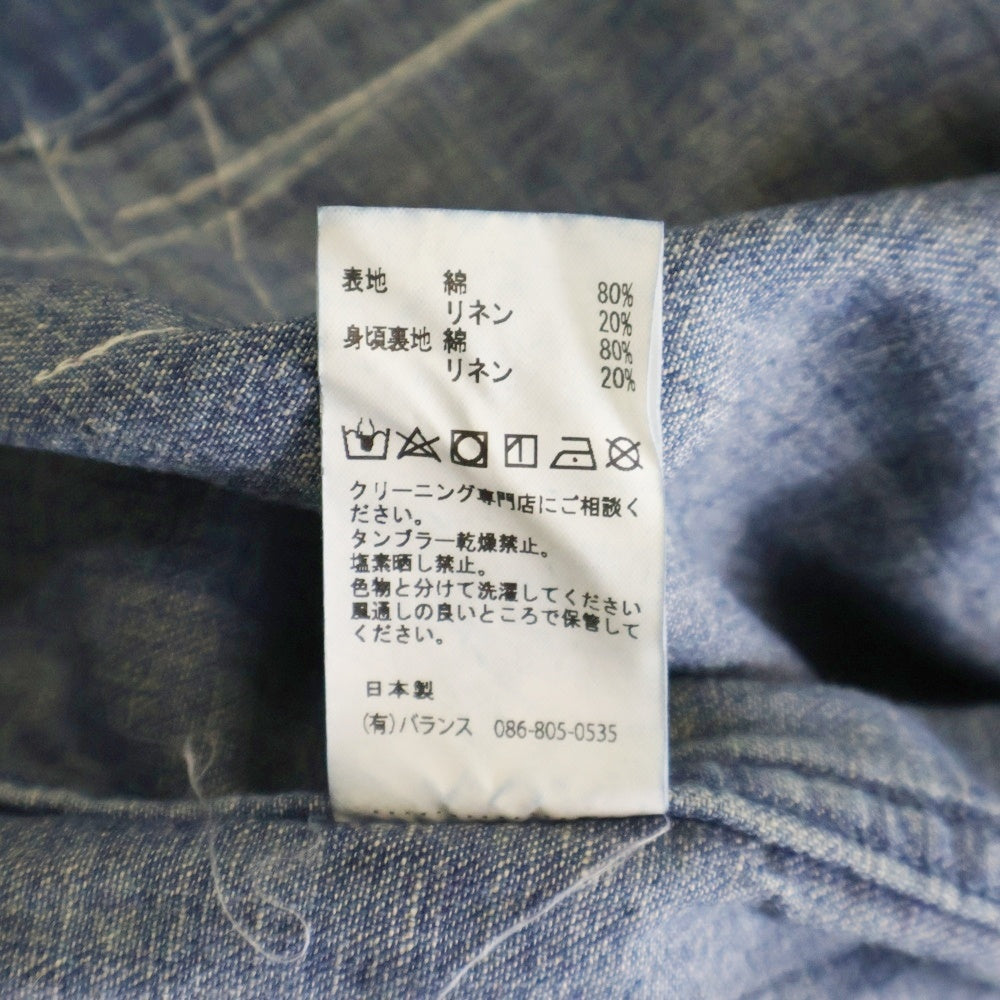 表地 綿 80%
リネン 20%
身頃裏地 綿 80%
リネン 20%
クリーニング専門店にご相談く
ださい。
タンブラー乾燥禁止。
塩素晒し禁止。
色物と分けて洗濯してください
風通しの良いところで保管して
ください。
日本製
(有)バランス 086-805-0535